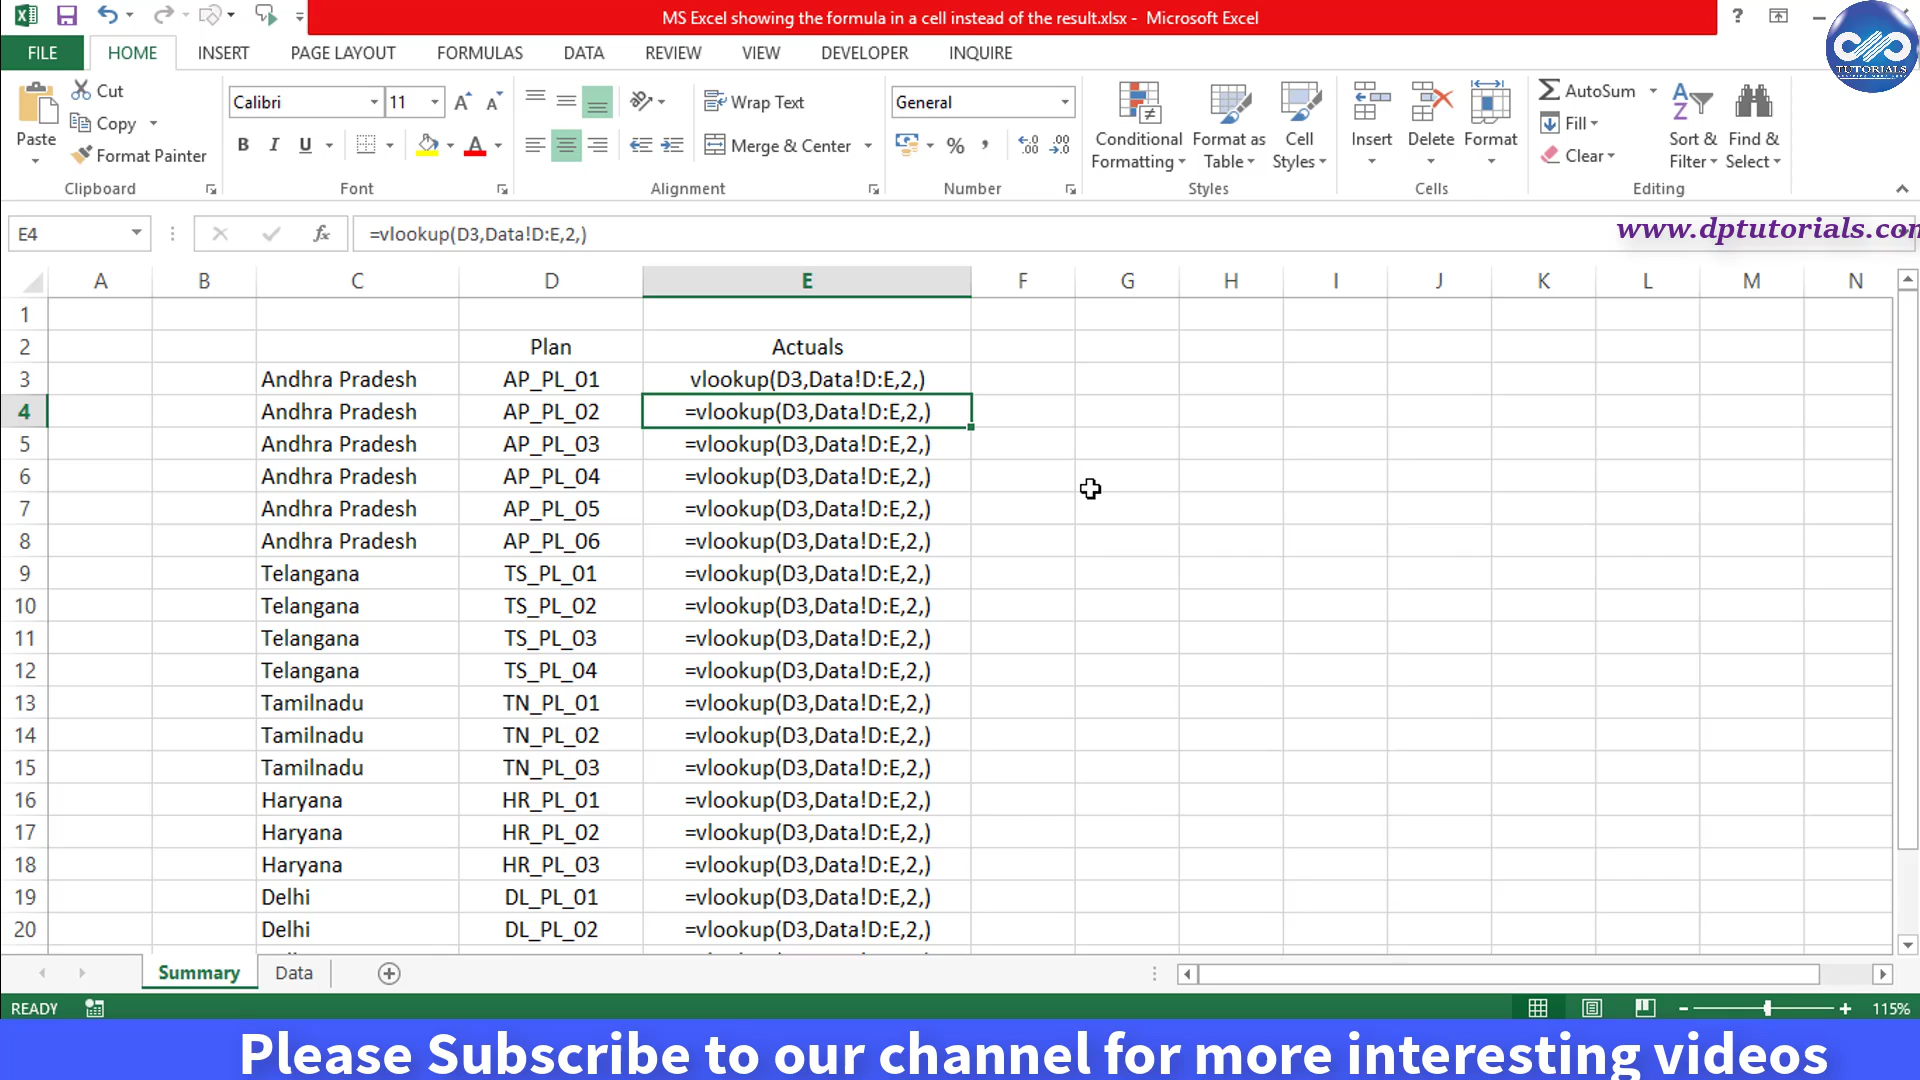 MS Excel showing the formula in a cell instead of the result.xlsx - Microsoft Excel
?
TUTORIALS
FILE HOME INSERT PAGE LAYOUT FORMULAS DATA REVIEW VIEW DEVELOPER INQUIRE
Paste Cut Copy Format Painter
Calibri 11 A A
B I U A
Wrap Text
Merge & Center
General
% ,
Conditional Formatting Format as Table Cell Styles
Insert Delete Format
AutoSum Fill Clear
Sort & Filter Find & Select
Clipboard Font Alignment Number Styles Cells Editing
E4 fx =vlookup(D3,Data!D:E,2,)
www.dptutorials.com
A B C D E F G H I J K L M N
1
2 Plan Actuals
3 Andhra Pradesh AP_PL_01 vlookup(D3,Data!D:E,2,)
4 Andhra Pradesh AP_PL_02 =vlookup(D3,Data!D:E,2,)
5 Andhra Pradesh AP_PL_03 =vlookup(D3,Data!D:E,2,)
6 Andhra Pradesh AP_PL_04 =vlookup(D3,Data!D:E,2,)
7 Andhra Pradesh AP_PL_05 =vlookup(D3,Data!D:E,2,)
8 Andhra Pradesh AP_PL_06 =vlookup(D3,Data!D:E,2,)
9 Telangana TS_PL_01 =vlookup(D3,Data!D:E,2,)
10 Telangana TS_PL_02 =vlookup(D3,Data!D:E,2,)
11 Telangana TS_PL_03 =vlookup(D3,Data!D:E,2,)
12 Telangana TS_PL_04 =vlookup(D3,Data!D:E,2,)
13 Tamilnadu TN_PL_01 =vlookup(D3,Data!D:E,2,)
14 Tamilnadu TN_PL_02 =vlookup(D3,Data!D:E,2,)
15 Tamilnadu TN_PL_03 =vlookup(D3,Data!D:E,2,)
16 Haryana HR_PL_01 =vlookup(D3,Data!D:E,2,)
17 Haryana HR_PL_02 =vlookup(D3,Data!D:E,2,)
18 Haryana HR_PL_03 =vlookup(D3,Data!D:E,2,)
19 Delhi DL_PL_01 =vlookup(D3,Data!D:E,2,)
20 Delhi DL_PL_02 =vlookup(D3,Data!D:E,2,)
Summary Data
READY 115%
Please Subscribe to our channel for more interesting videos